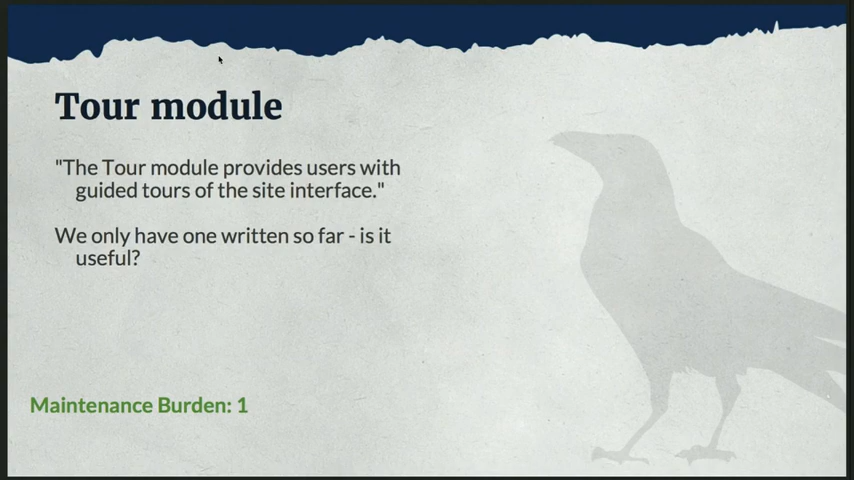 Tour module
"The Tour module provides users with
guided tours of the site interface."
We only have one written so far - is it
useful?
Maintenance Burden: 1